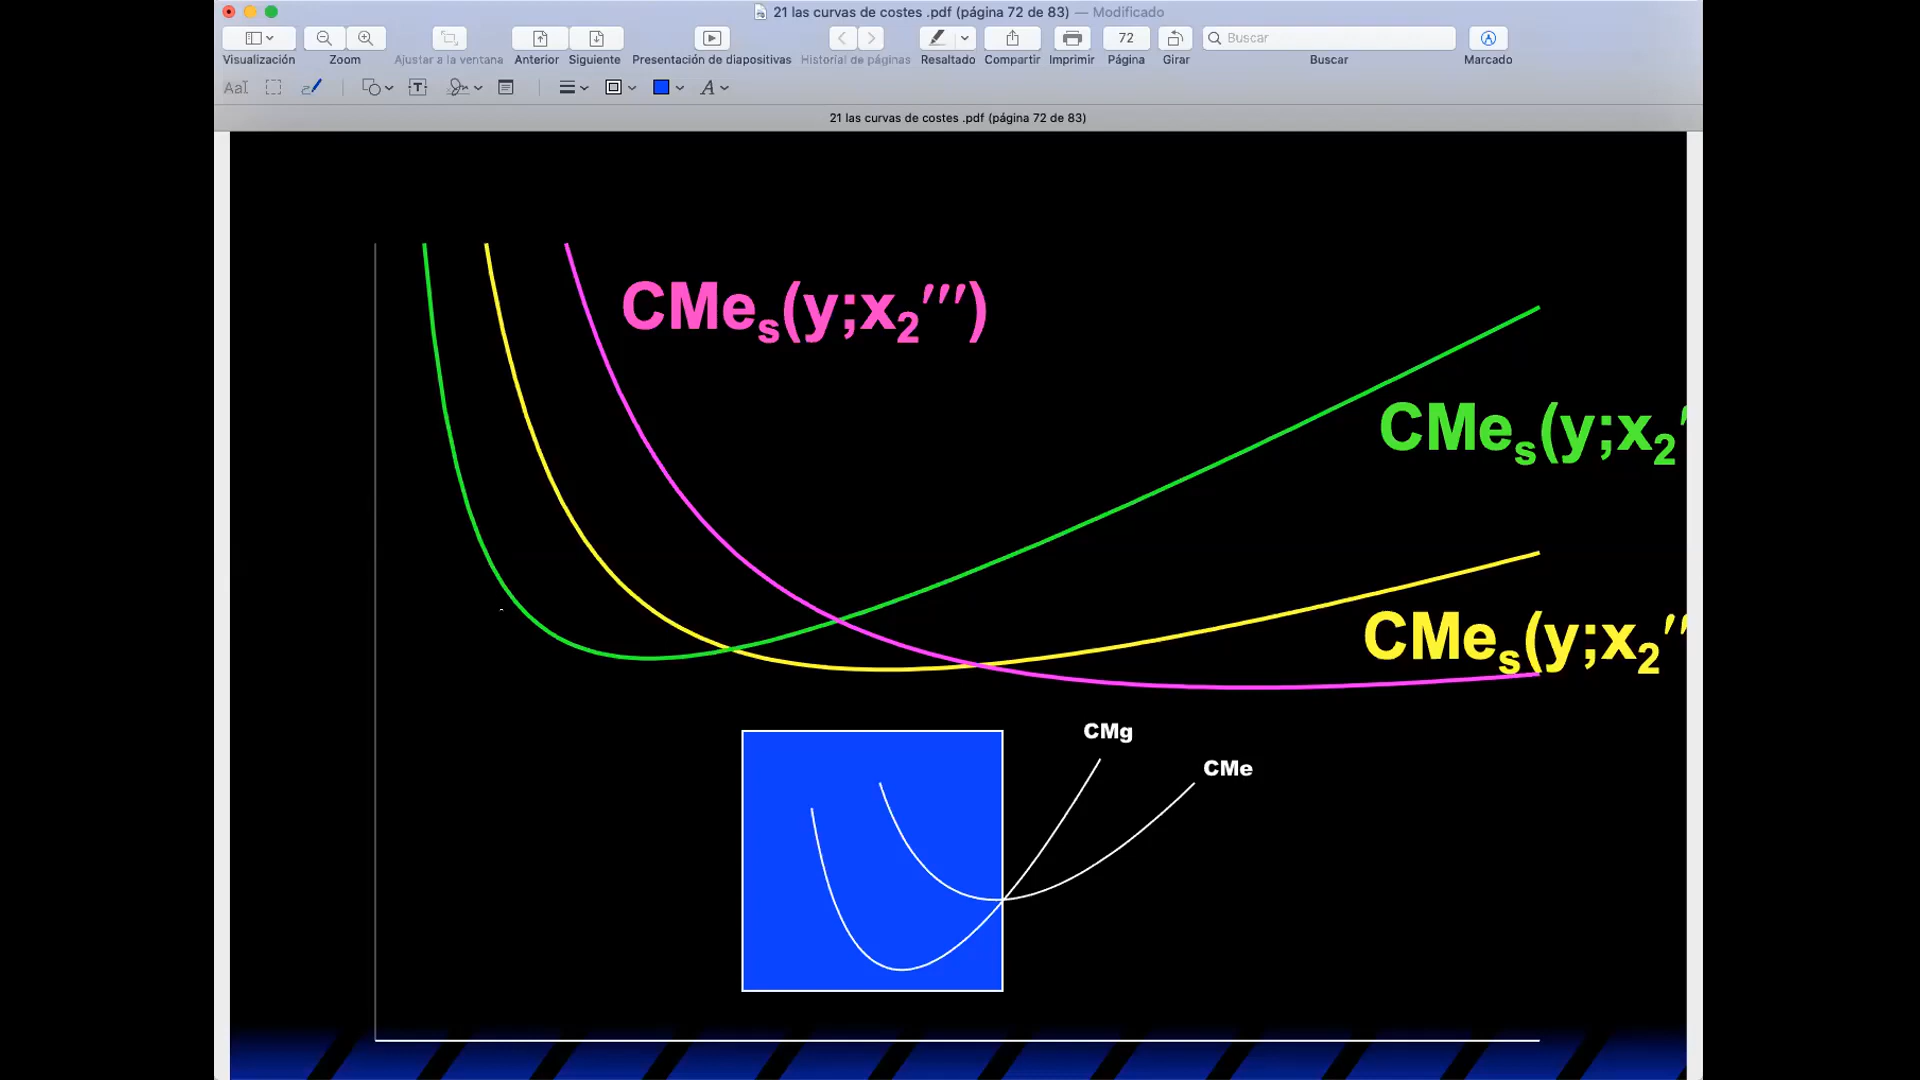 21 las curvas de costes .pdf (página 72 de 83) — Modificado
72
Buscar
Visualización
Zoom
Ajustar a la ventana
Anterior
Siguiente
Presentación de diapositivas
Historial de páginas
Resaltado
Compartir
Imprimir
Página
Girar
Buscar
Marcado
AaI
T
A
21 las curvas de costes .pdf (página 72 de 83)
CMes(y;x2′′′)
CMes(y;x2′
CMes(y;x2′′
CMg
CMe